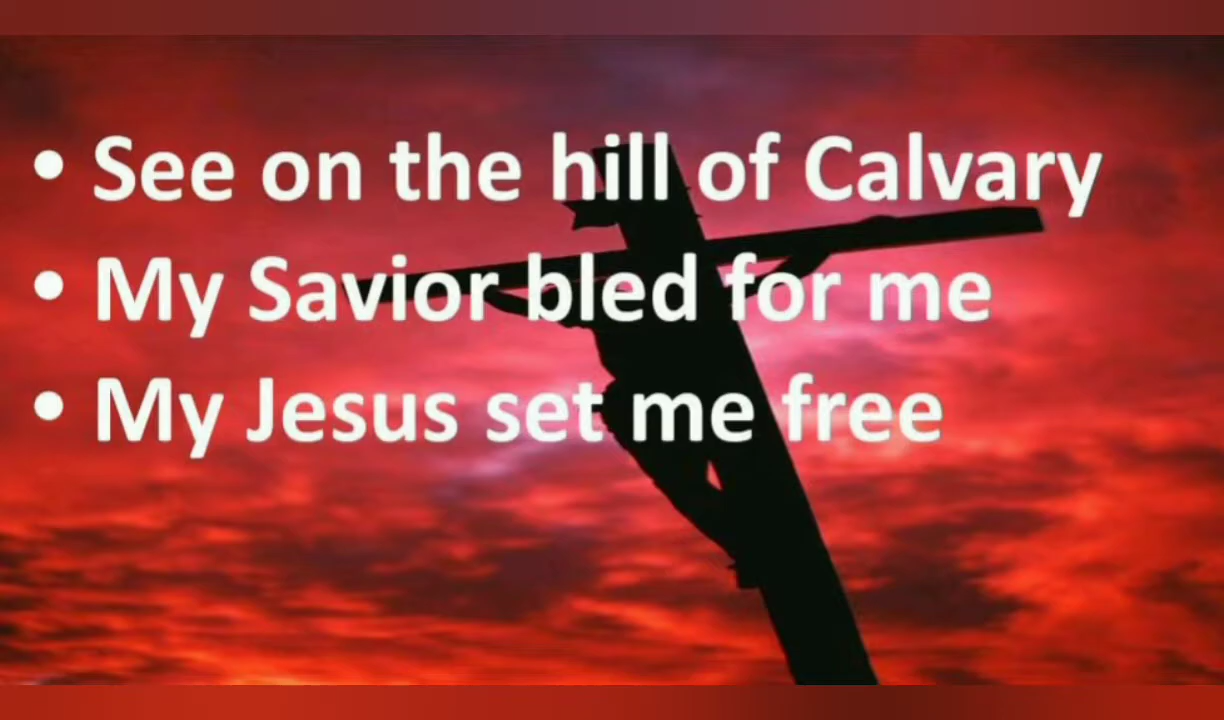 • See on the hill of Calvary
• My Savior bled for me
• My Jesus set me free